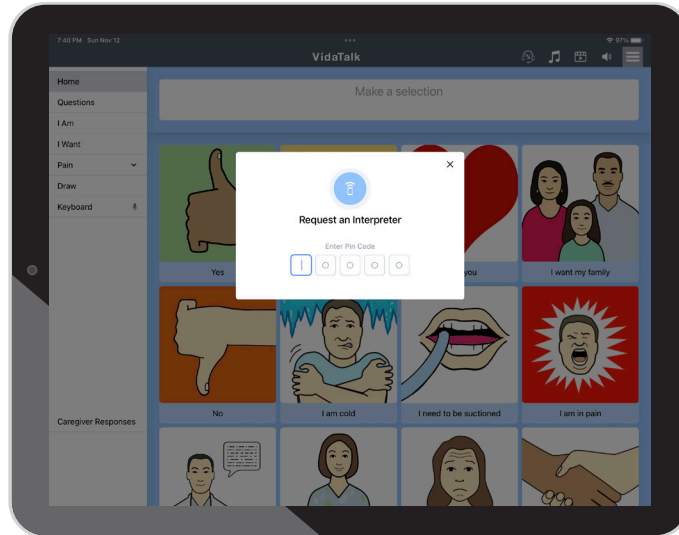 7:40 PM Sun Nov 12
97%
VidaTalk
Home
Questions
I Am
I Want
Pain
Draw
Keyboard
Caregiver Responses
Make a selection
Request an Interpreter
Enter Pin Code
Yes
you
I want my family
No
I am cold
I need to be suctioned
I am in pain